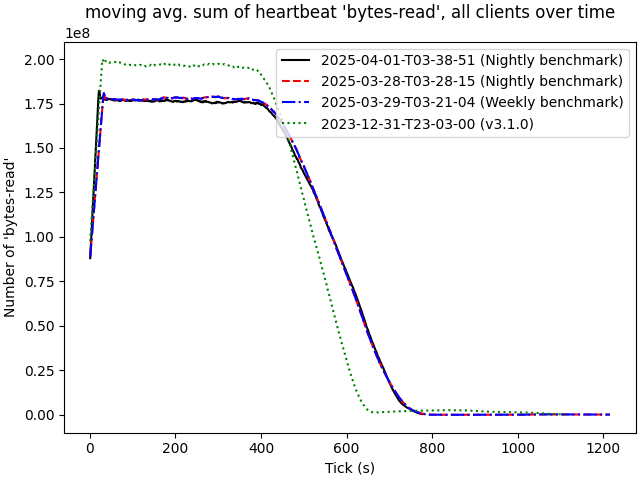 moving avg. sum of heartbeat 'bytes-read', all clients over time
1e8
2025-04-01-T03-38-51 (Nightly benchmark)
2025-03-28-T03-28-15 (Nightly benchmark)
2025-03-29-T03-21-04 (Weekly benchmark)
2023-12-31-T23-03-00 (v3.1.0)
2.00
1.75
1.50
1.25
1.00
0.75
0.50
0.25
0.00
Number of 'bytes-read'
0 200 400 600 800 1000 1200
Tick (s)